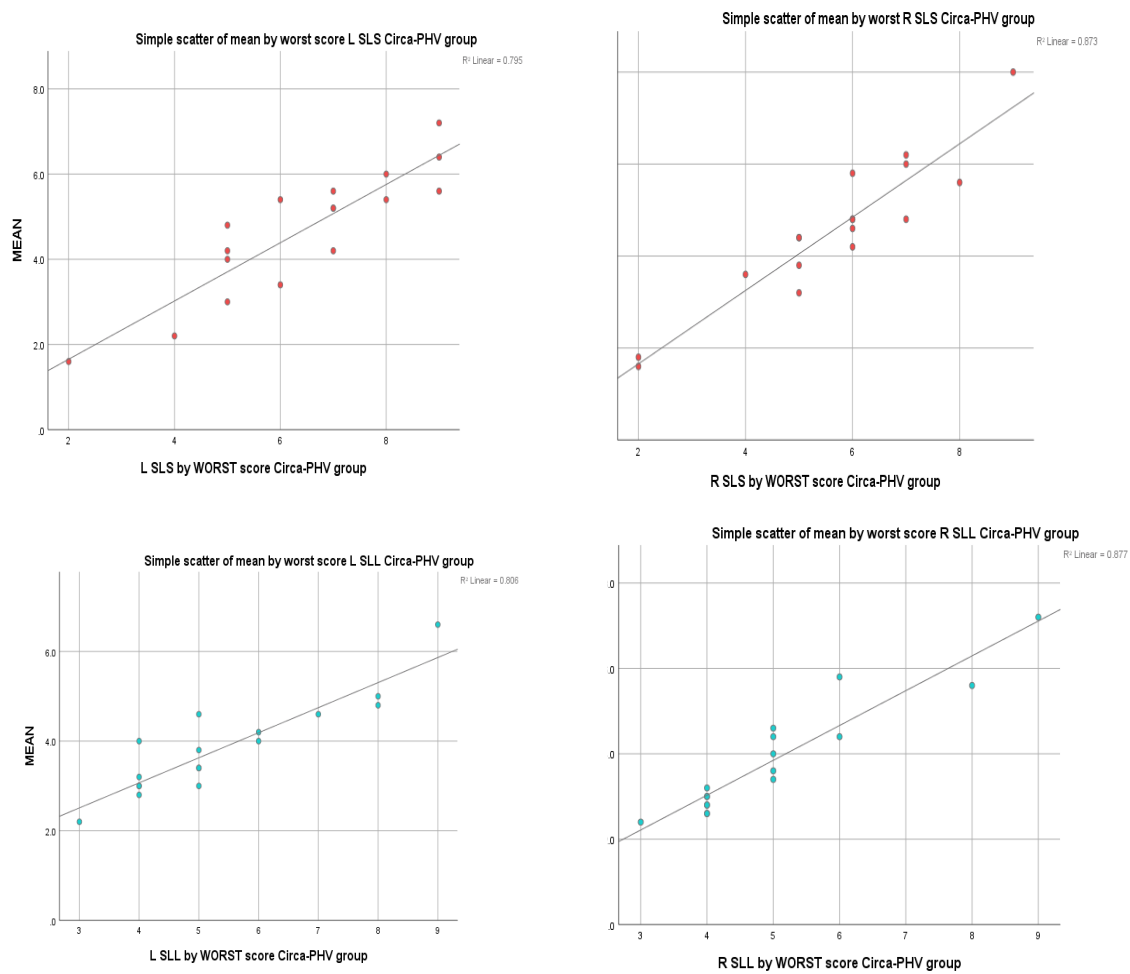 Simple scatter of mean by worst score L SLS Circa-PHV group
R² Linear = 0.795
8.0
6.0
4.0
2.0
.0
MEAN
2 4 6 8
L SLS by WORST score Circa-PHV group
Simple scatter of mean by worst R SLS Circa-PHV group
R² Linear = 0.873
2 4 6 8
R SLS by WORST score Circa-PHV group
Simple scatter of mean by worst score L SLL Circa-PHV group
R² Linear = 0.806
6.0
4.0
2.0
.0
MEAN
3 4 5 6 7 8 9
L SLL by WORST score Circa-PHV group
Simple scatter of mean by worst score R SLL Circa-PHV group
R² Linear = 0.877
.0
.0
.0
.0
.0
3 4 5 6 7 8 9
R SLL by WORST score Circa-PHV group